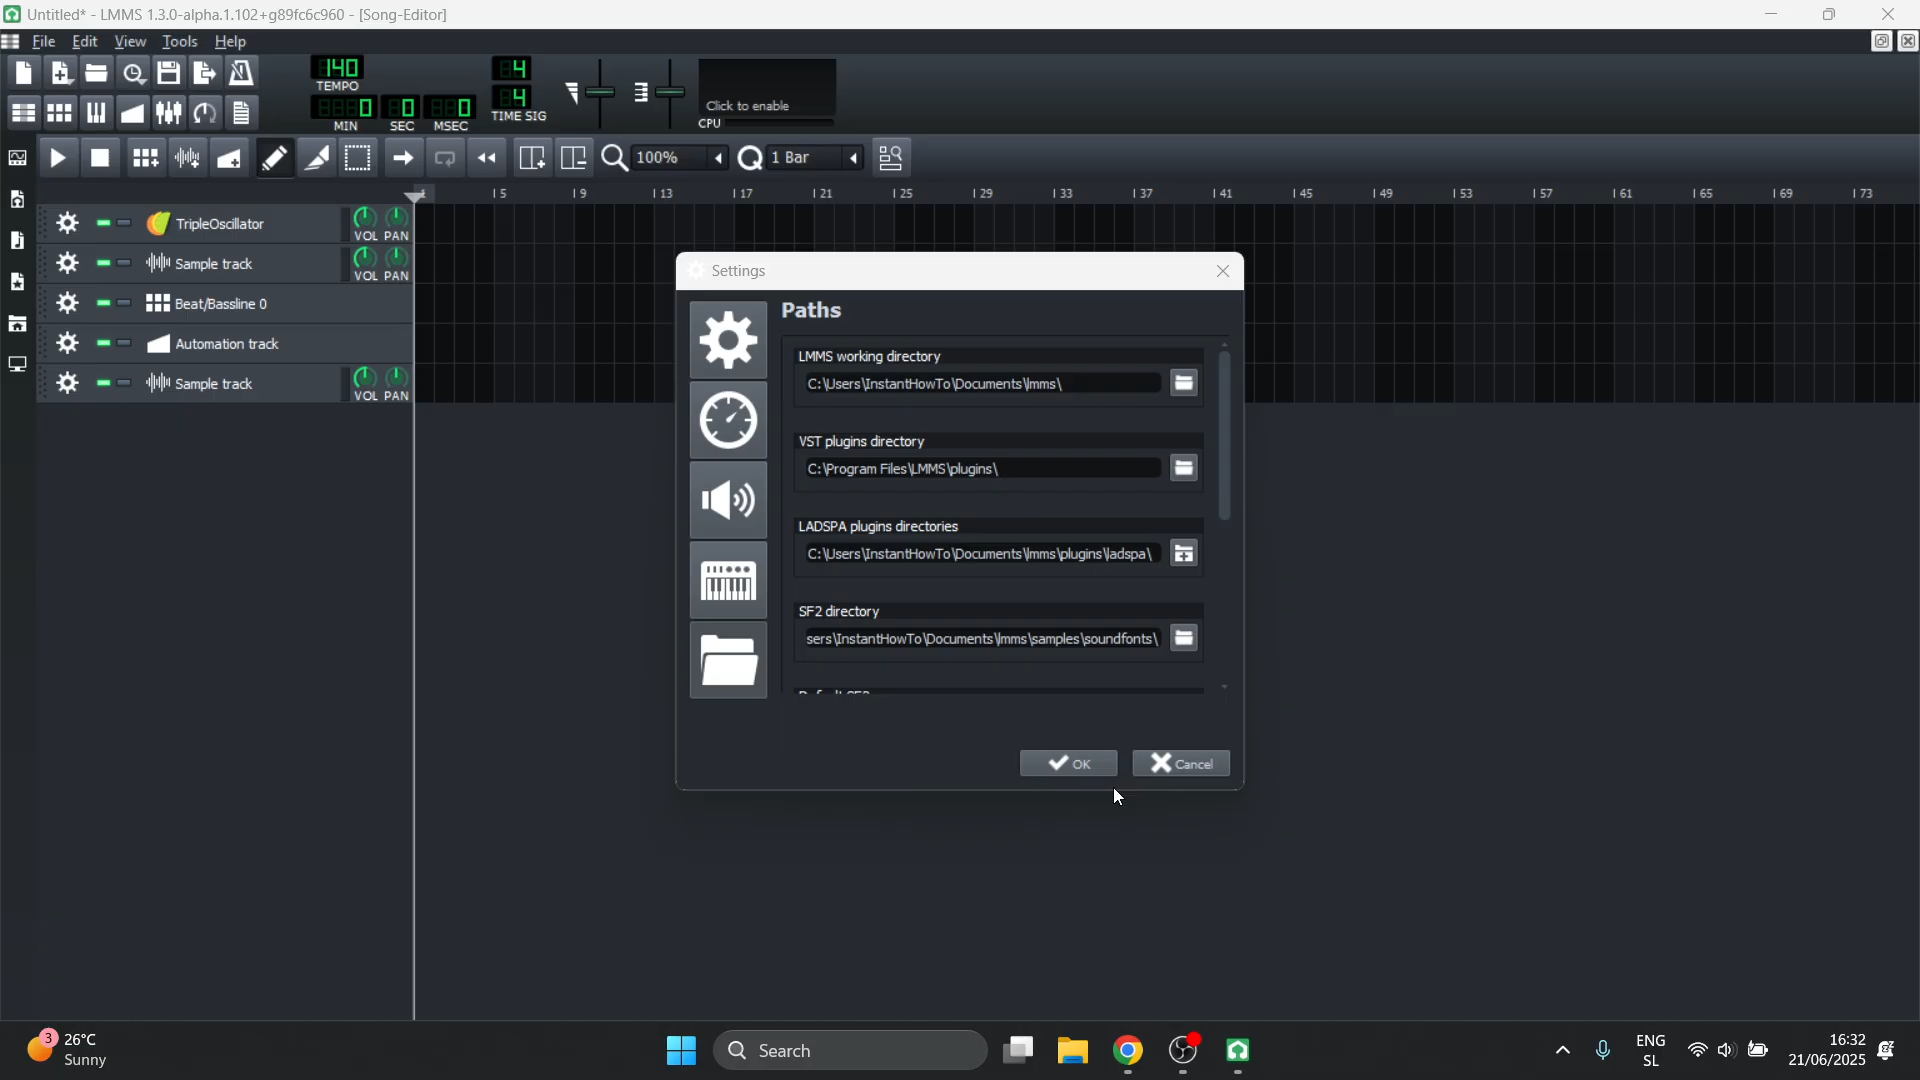 Untitled* - LMMS 1.3.0-alpha.1.102+g89fc6c960 - [Song-Editor]
File Edit View Tools Help
140
TEMPO
0 0 0
MIN SEC MSEC
4
4
TIME SIG
Click to enable
CPU
100% 1 Bar
5 9 13 17 21 25 29 33 37 41 45 49 53 57 61 65 69 73
TripleOscillator VOL PAN
Sample track VOL PAN
Beat/Bassline 0
Automation track
Sample track VOL PAN
Settings
Paths
LMMS working directory
C:\Users\InstantHowTo\Documents\lmms\
VST plugins directory
C:\Program Files\LMMS\plugins\
LADSPA plugins directories
C:\Users\InstantHowTo\Documents\lmms\plugins\ladspa\
SF2 directory
sers\InstantHowTo\Documents\lmms\samples\soundfonts\
OK Cancel
3
26°C
Sunny
Search
ENG
SL
16:32
21/06/2025